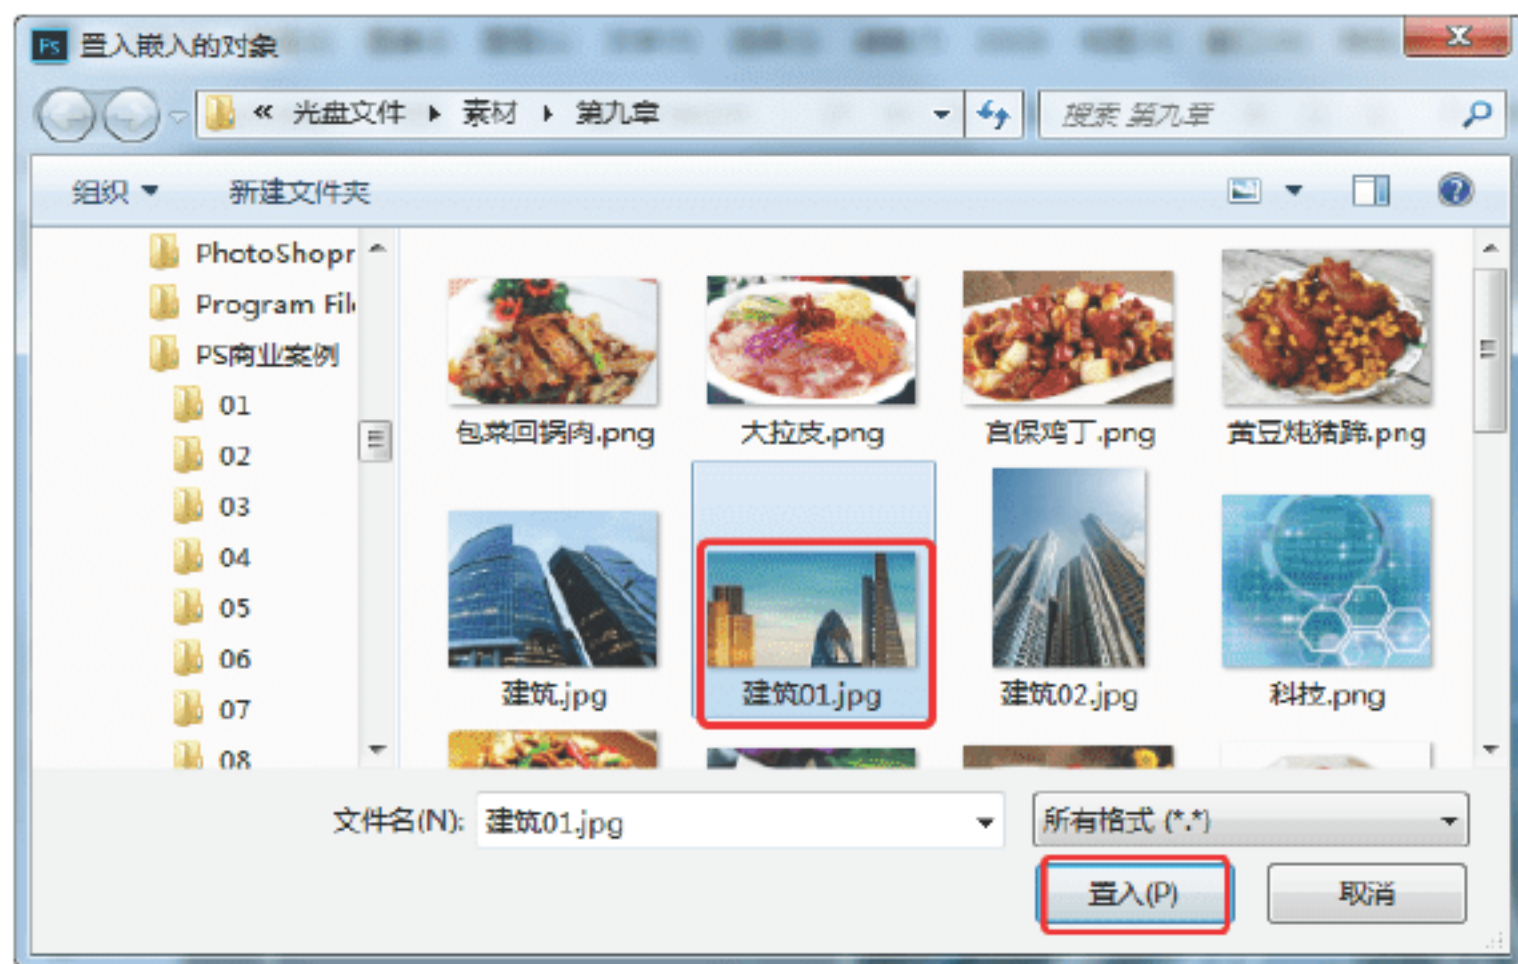 Ps 置入嵌入的对象
« 光盘文件 ▸ 素材 ▸ 第九章
搜索 第九章
组织 新建文件夹
PhotoShopr
Program File
PS商业案例
01
02
03
04
05
06
07
08
包菜回锅肉.png
大拉皮.png
宫保鸡丁.png
黄豆炖猪蹄.png
建筑.jpg
建筑01.jpg
建筑02.jpg
科技.png
文件名(N): 建筑01.jpg
所有格式 (*.*)
置入(P)
取消